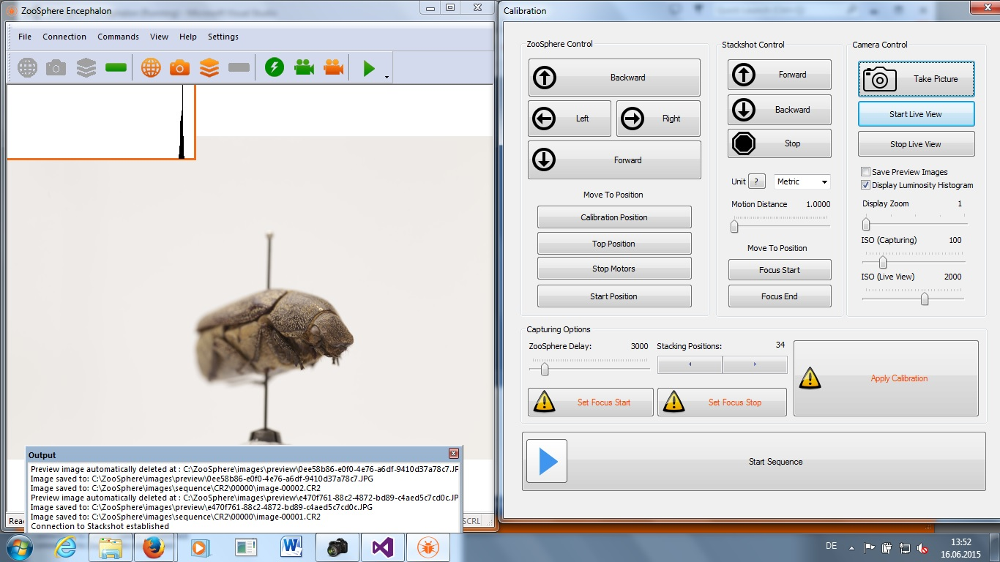 ZooSphere Encephalon
File Connection Commands View Help Settings
Output
Preview image automatically deleted at : C:\ZooSphere\images\preview\0ee58b86-e0f0-4e76-a6df-9410d37a78c7.JP
Image saved to: C:\ZooSphere\images\preview\0ee58b86-e0f0-4e76-a6df-9410d37a78c7.JPG
Image saved to: C:\ZooSphere\images\sequence\CR2\00000\image-00002.CR2
Preview image automatically deleted at : C:\ZooSphere\images\preview\e470f761-88c2-4872-bd89-c4aed5c7cd0c.JP
Image saved to: C:\ZooSphere\images\preview\e470f761-88c2-4872-bd89-c4aed5c7cd0c.JPG
Image saved to: C:\ZooSphere\images\sequence\CR2\00000\image-00001.CR2
Connection to Stackshot established
SCRL
Calibration
ZooSphere Control
Backward
Left
Right
Forward
Move To Position
Calibration Position
Top Position
Stop Motors
Start Position
Stackshot Control
Forward
Backward
Stop
Unit ? Metric
Motion Distance 1.0000
Move To Position
Focus Start
Focus End
Camera Control
Take Picture
Start Live View
Stop Live View
Save Preview Images
Display Luminosity Histogram
Display Zoom 1
ISO (Capturing) 100
ISO (Live View) 2000
Capturing Options
ZooSphere Delay: 3000
Stacking Positions: 34
Set Focus Start
Set Focus Stop
Apply Calibration
Start Sequence
DE
13:52
16.06.2015